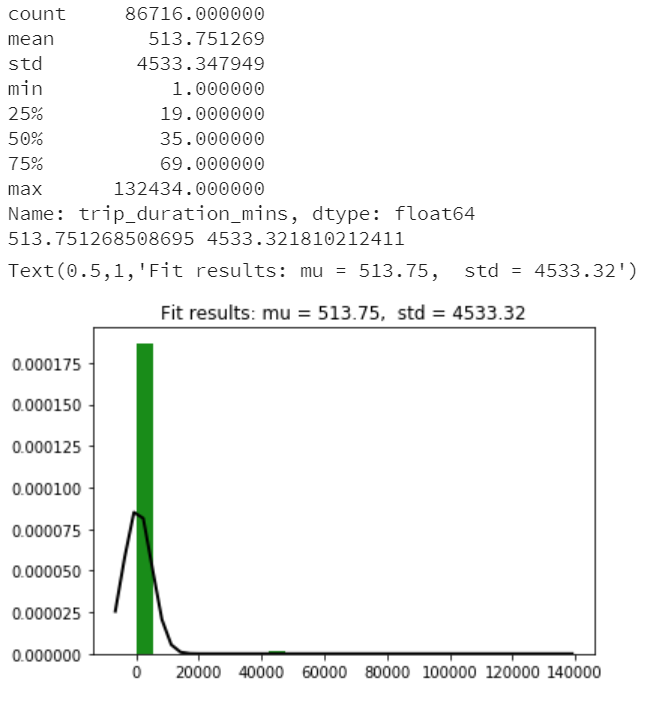 count 86716.000000
mean 513.751269
std 4533.347949
min 1.000000
25% 19.000000
50% 35.000000
75% 69.000000
max 132434.000000
Name: trip_duration_mins, dtype: float64
513.751268508695 4533.321810212411
Text(0.5,1,'Fit results: mu = 513.75,  std = 4533.32')
Fit results: mu = 513.75,  std = 4533.32
0.000175
0.000150
0.000125
0.000100
0.000075
0.000050
0.000025
0.000000
0 20000 40000 60000 80000 100000 120000 140000